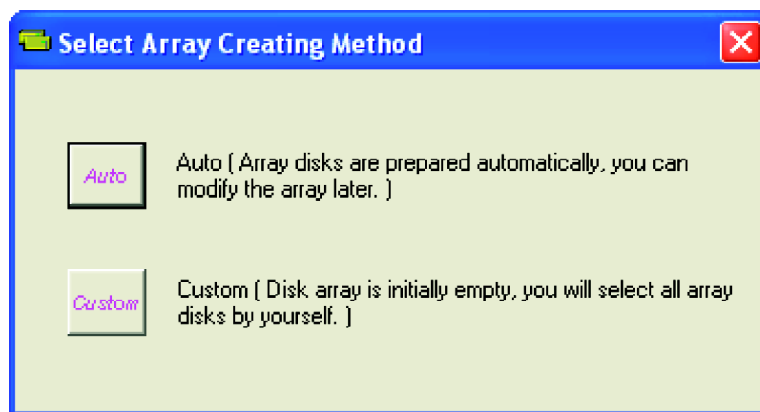 Select Array Creating Method
Auto
Auto ( Array disks are prepared automatically, you can
modify the array later. )
Custom
Custom ( Disk array is initially empty, you will select all array
disks by yourself. )